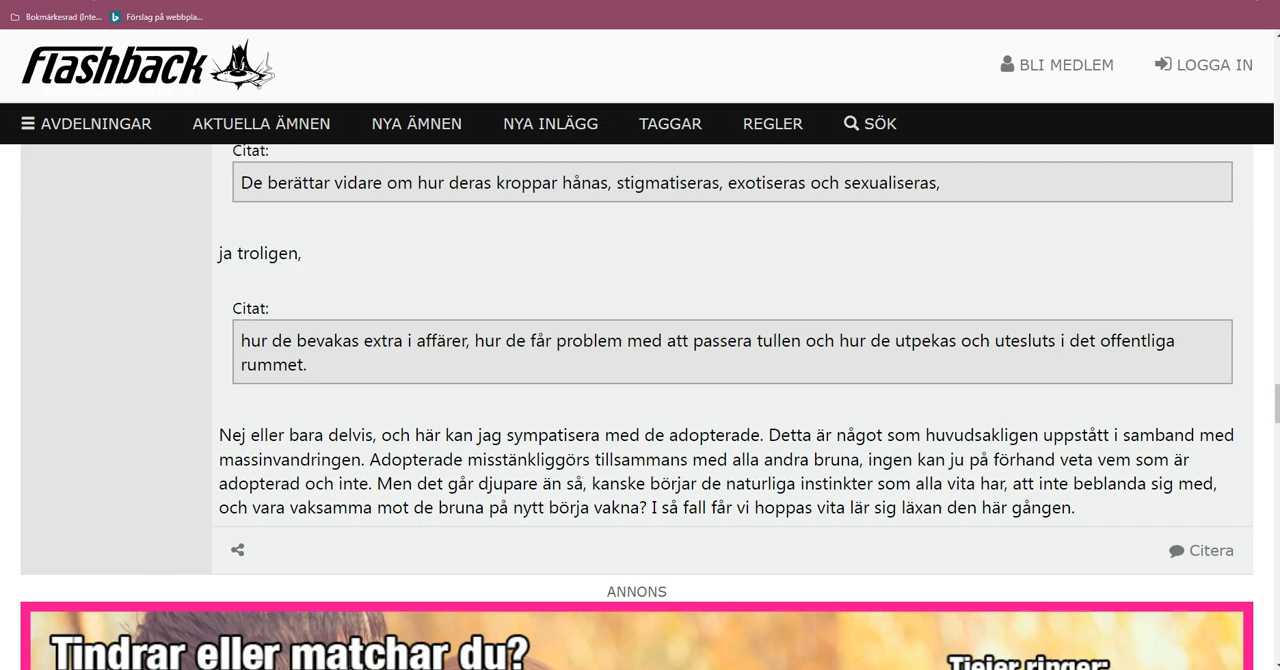 Bokmärkesrad (Inte...
Förslag på webbpla...
flashback
BLI MEDLEM
LOGGA IN
AVDELNINGAR
AKTUELLA ÄMNEN
NYA ÄMNEN
NYA INLÄGG
TAGGAR
REGLER
SÖK
Citat:
De berättar vidare om hur deras kroppar hånas, stigmatiseras, exotiseras och sexualiseras,
ja troligen,
Citat:
hur de bevakas extra i affärer, hur de får problem med att passera tullen och hur de utpekas och utesluts i det offentliga
rummet.
Nej eller bara delvis, och här kan jag sympatisera med de adopterade. Detta är något som huvudsakligen uppstått i samband med
massinvandringen. Adopterade misstänkliggörs tillsammans med alla andra bruna, ingen kan ju på förhand veta vem som är
adopterad och inte. Men det går djupare än så, kanske börjar de naturliga instinkter som alla vita har, att inte beblanda sig med,
och vara vaksamma mot de bruna på nytt börja vakna? I så fall får vi hoppas vita lär sig läxan den här gången.
Citera
ANNONS
Tindrar eller matchar du?
Tjejer ringer: